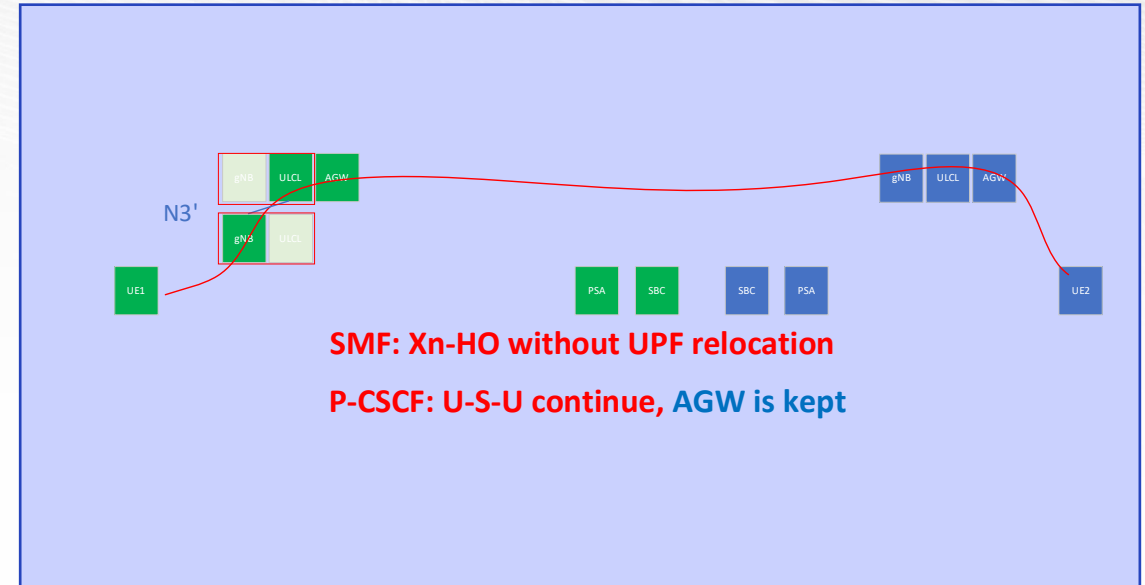 gNB ULCL AGW
gNB ULCL AGW
N3'
gNB ULCL
UE1
PSA SBC
SBC PSA
UE2
SMF: Xn-HO without UPF relocation
P-CSCF: U-S-U continue, AGW is kept